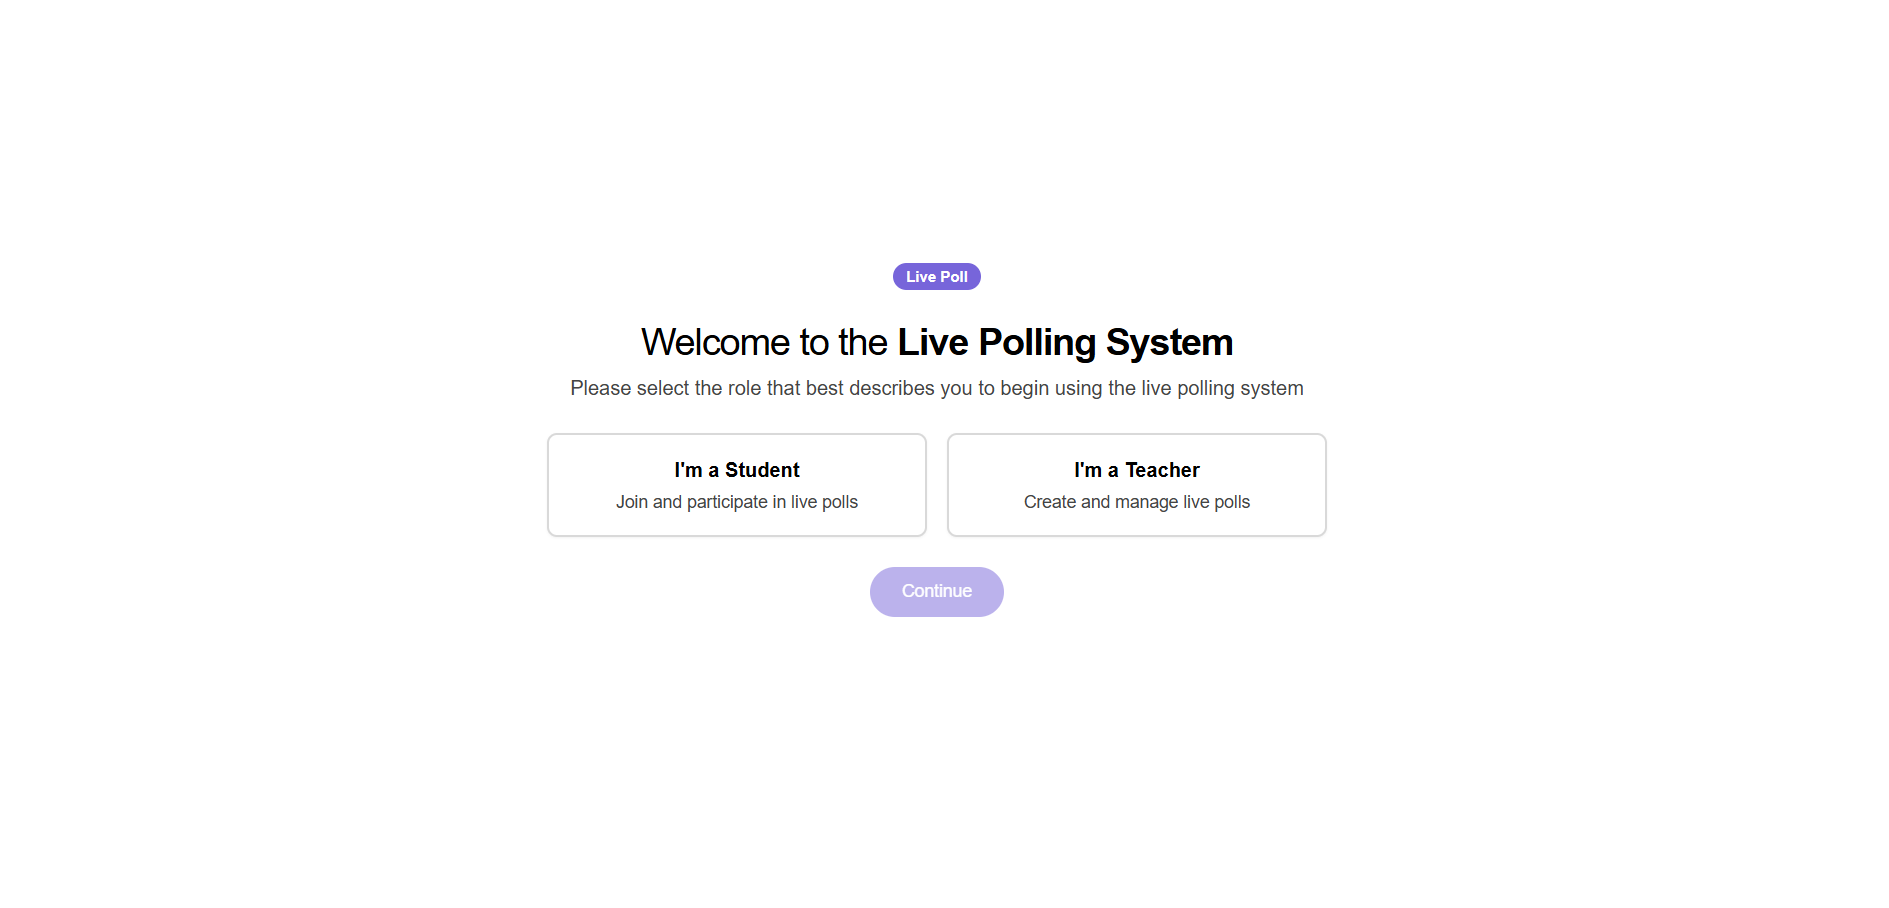 Live Poll
Welcome to the Live Polling System
Please select the role that best describes you to begin using the live polling system
I'm a Student
Join and participate in live polls
I'm a Teacher
Create and manage live polls
Continue